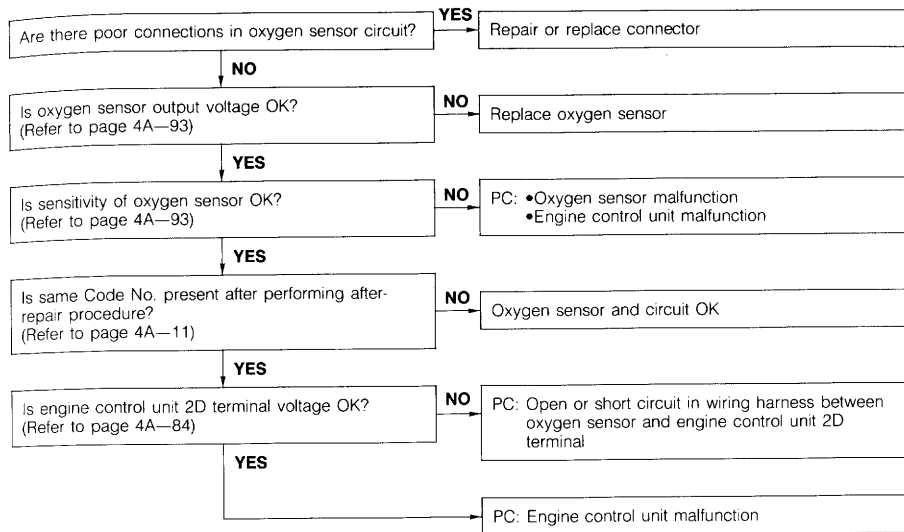 Are there poor connections in oxygen sensor circuit?
YES
Repair or replace connector
NO
Is oxygen sensor output voltage OK?
(Refer to page 4A—93)
NO
Replace oxygen sensor
YES
Is sensitivity of oxygen sensor OK?
(Refer to page 4A—93)
NO
PC: •Oxygen sensor malfunction
•Engine control unit malfunction
YES
Is same Code No. present after performing after-
repair procedure?
(Refer to page 4A—11)
NO
Oxygen sensor and circuit OK
YES
Is engine control unit 2D terminal voltage OK?
(Refer to page 4A—84)
NO
PC: Open or short circuit in wiring harness between
oxygen sensor and engine control unit 2D
terminal
YES
PC: Engine control unit malfunction